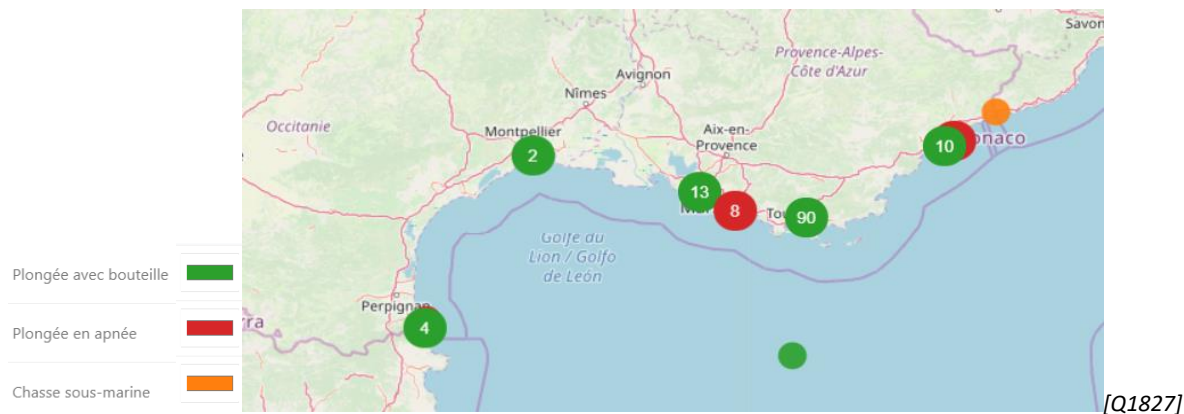 Savon
Provence-Alpes-
Côte d'Azur
Avignon
Nîmes
Occitanie
Montpellier
Aix-en-
Provence
2
10
onaco
13
8
90
Golfe du
Lion / Golfo
de León
Plongée avec bouteille
Perpignan
4
rra
Plongée en apnée
Chasse sous-marine
[Q1827]